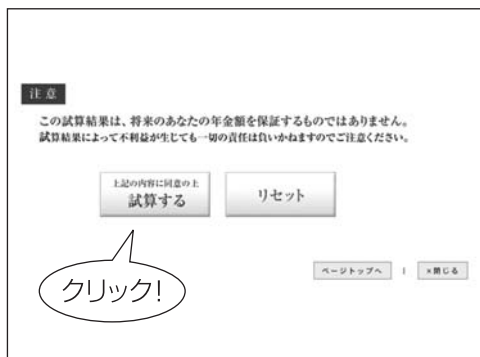 注意
この試算結果は、将来のあなたの年金額を保証するものではありません。
試算結果によって不利益が生じても一切の責任は負いかねますのでご注意ください。
上記の内容に同意の上
試算する
リセット
クリック!
ページトップへ | ×閉じる